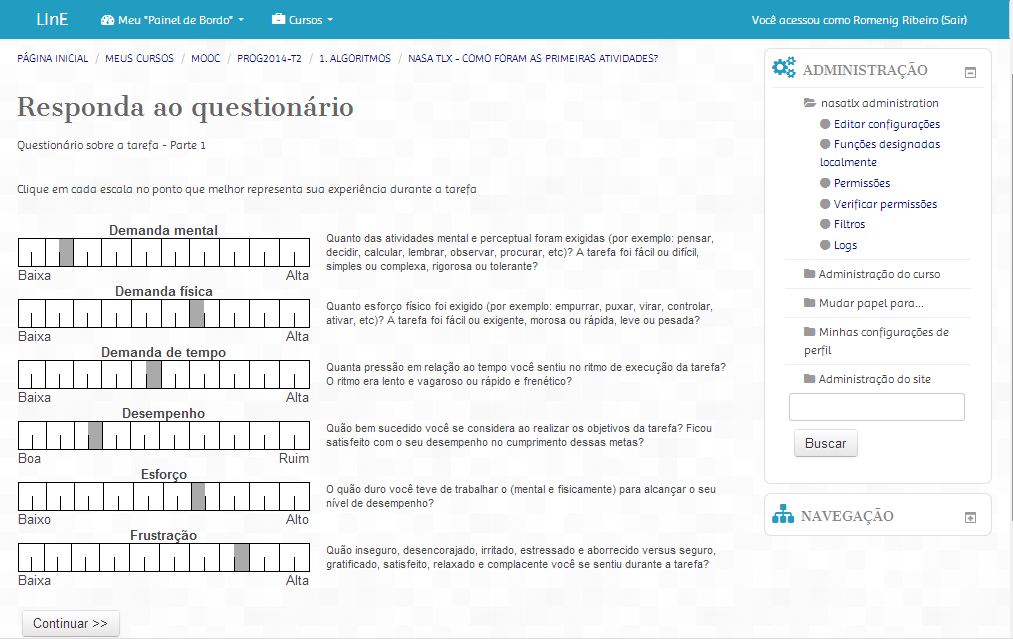 LInE
Meu "Painel de Bordo"
Cursos
Você acessou como Romenig Ribeiro (Sair)
PÁGINA INICIAL / MEUS CURSOS / MOOC / PROG2014-T2 / 1. ALGORITMOS / NASA TLX - COMO FORAM AS PRIMEIRAS ATIVIDADES?
Responda ao questionário
Questionário sobre a tarefa - Parte 1
Clique em cada escala no ponto que melhor representa sua experiência durante a tarefa
Demanda mental
Baixa
Alta
Quanto das atividades mental e perceptual foram exigidas (por exemplo: pensar,
decidir, calcular, lembrar, observar, procurar, etc)? A tarefa foi fácil ou difícil,
simples ou complexa, rigorosa ou tolerante?
Demanda física
Baixa
Alta
Quanto esforço físico foi exigido (por exemplo: empurrar, puxar, virar, controlar,
ativar, etc)? A tarefa foi fácil ou exigente, morosa ou rápida, leve ou pesada?
Demanda de tempo
Baixa
Alta
Quanta pressão em relação ao tempo você sentiu no ritmo de execução da tarefa?
O ritmo era lento e vagaroso ou rápido e frenético?
Desempenho
Boa
Ruim
Quão bem sucedido você se considera ao realizar os objetivos da tarefa? Ficou
satisfeito com o seu desempenho no cumprimento dessas metas?
Esforço
Baixo
Alto
O quão duro você teve de trabalhar o (mental e fisicamente) para alcançar o seu
nível de desempenho?
Frustração
Baixa
Alta
Quão inseguro, desencorajado, irritado, estressado e aborrecido versus seguro,
gratificado, satisfeito, relaxado e complacente você se sentiu durante a tarefa?
Continuar >>
ADMINISTRAÇÃO
nasatlx administration
Editar configurações
Funções designadas
localmente
Permissões
Verificar permissões
Filtros
Logs
Administração do curso
Mudar papel para...
Minhas configurações de
perfil
Administração do site
Buscar
NAVEGAÇÃO